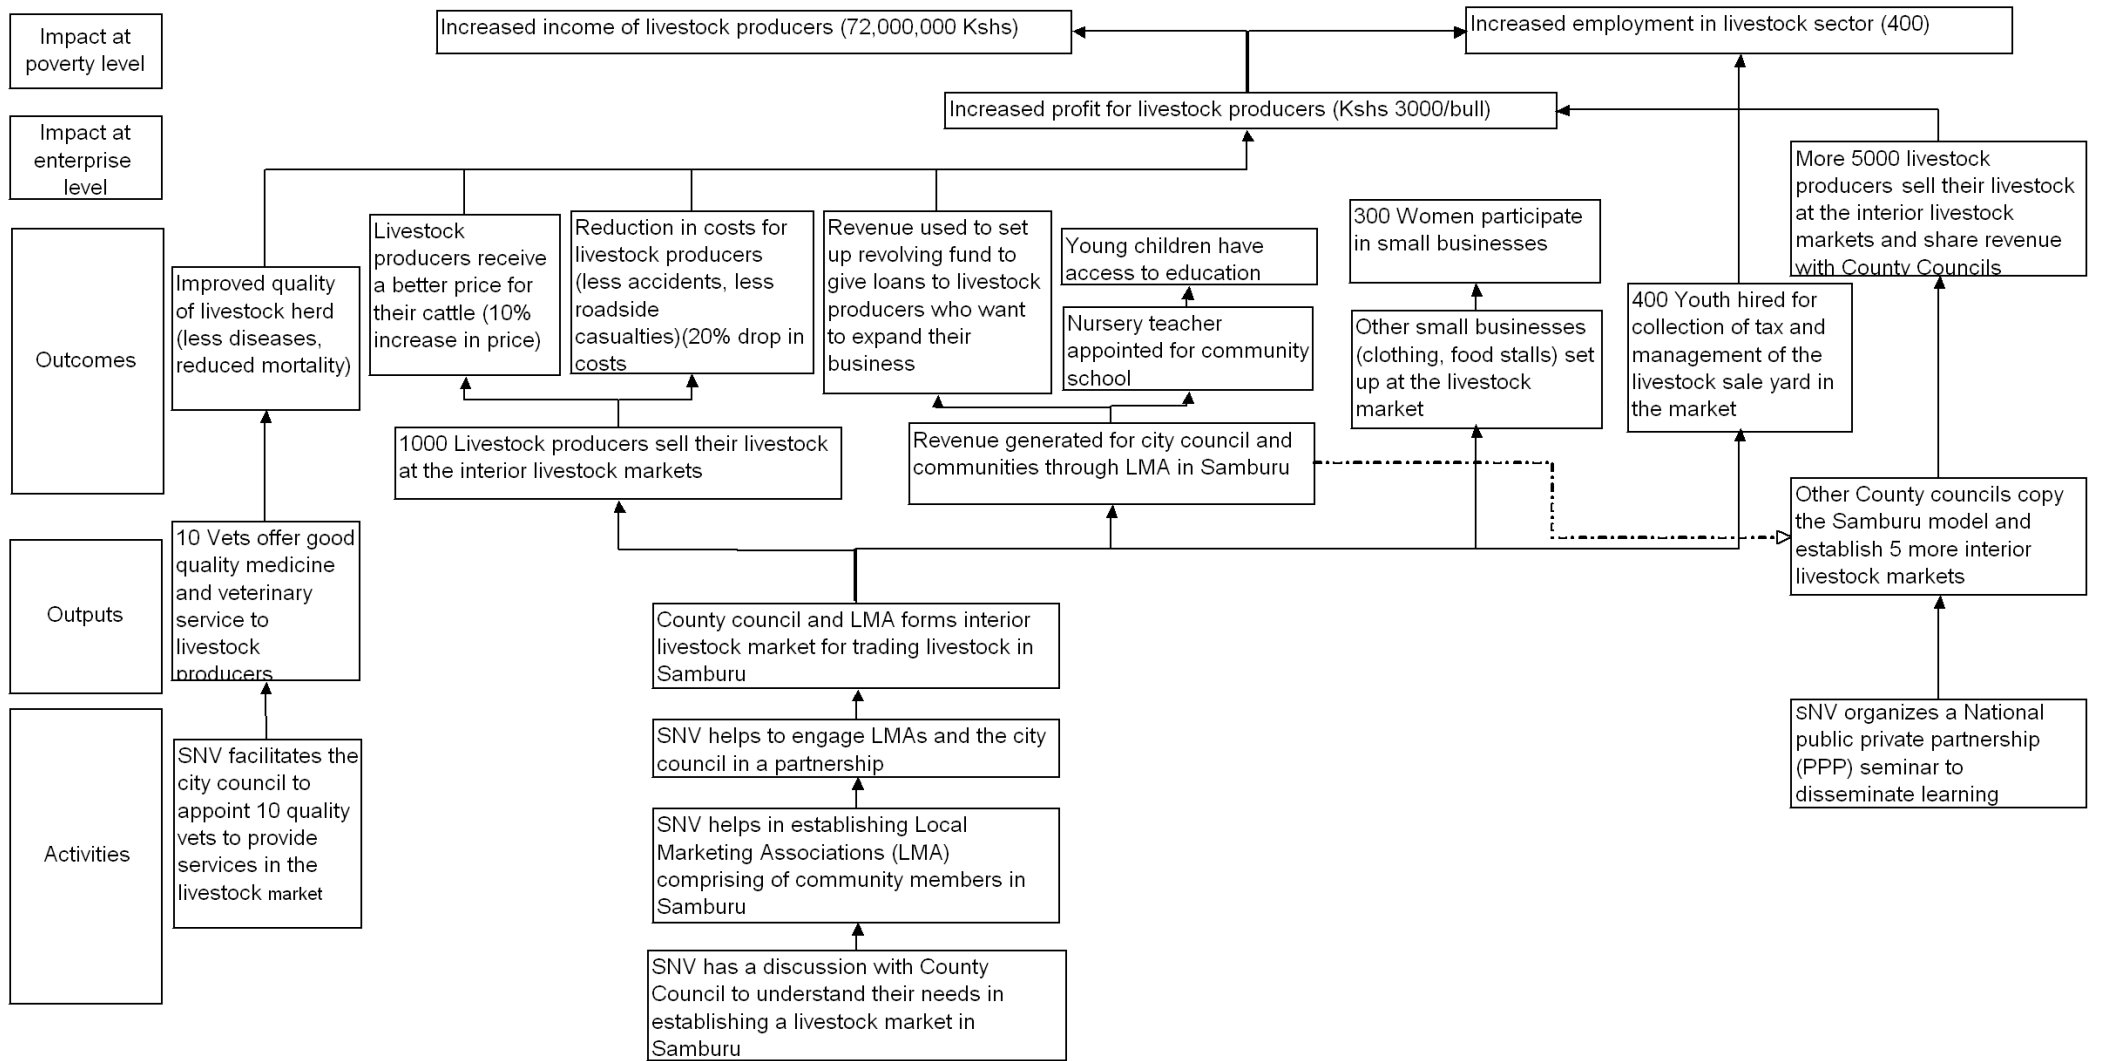 Impact at
poverty level
Increased income of livestock producers (72,000,000 Kshs)
Increased employment in livestock sector (400)
Impact at
enterprise
level
Increased profit for livestock producers (Kshs 3000/bull)
More 5000 livestock
producers sell their livestock
at the interior livestock
markets and share revenue
with County Councils
Outcomes
Improved quality
of livestock herd
(less diseases,
reduced mortality)
Livestock
producers receive
a better price for
their cattle (10%
increase in price)
Reduction in costs for
livestock producers
(less accidents, less
roadside
casualties)(20% drop in
costs
Revenue used to set
up revolving fund to
give loans to livestock
producers who want
to expand their
business
Young children have
access to education
Nursery teacher
appointed for community
school
300 Women participate
in small businesses
Other small businesses
(clothing, food stalls) set
up at the livestock
market
400 Youth hired for
collection of tax and
management of the
livestock sale yard in
the market
1000 Livestock producers sell their livestock
at the interior livestock markets
Revenue generated for city council and
communities through LMA in Samburu
Other County councils copy
the Samburu model and
establish 5 more interior
livestock markets
Outputs
10 Vets offer good
quality medicine
and veterinary
service to
livestock
producers
County council and LMA forms interior
livestock market for trading livestock in
Samburu
Activities
SNV facilitates the
city council to
appoint 10 quality
vets to provide
services in the
livestock market
SNV helps to engage LMAs and the city
council in a partnership
SNV helps in establishing Local
Marketing Associations (LMA)
comprising of community members in
Samburu
SNV has a discussion with County
Council to understand their needs in
establishing a livestock market in
Samburu
SNV organizes a National
public private partnership
(PPP) seminar to
disseminate learning